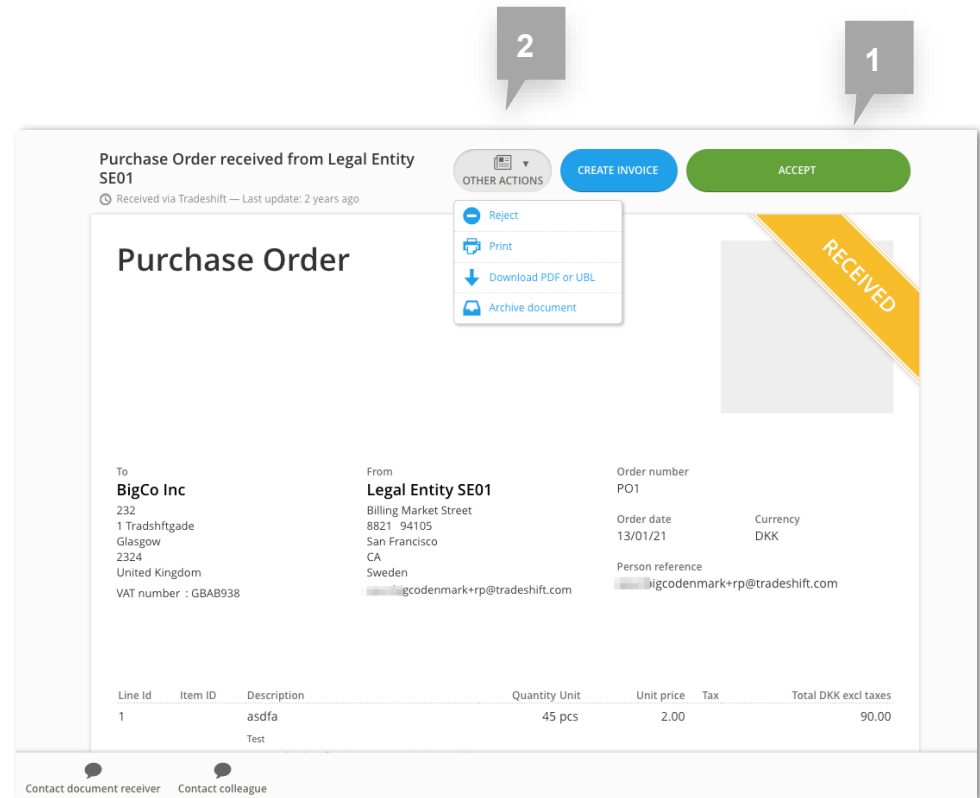 2
1
Purchase Order received from Legal Entity
SE01
Received via Tradeshift — Last update: 2 years ago
OTHER ACTIONS
CREATE INVOICE
ACCEPT
Reject
Print
Download PDF or UBL
Archive document
Purchase Order
RECEIVED
To
BigCo Inc
232
1 Tradshftgade
Glasgow
2324
United Kingdom
VAT number : GBAB938
From
Legal Entity SE01
Billing Market Street
8821 94105
San Francisco
CA
Sweden
gcodenmark+rp@tradeshift.com
Order number
PO1
Order date
13/01/21
Currency
DKK
Person reference
bigcodenmark+rp@tradeshift.com
Line Id Item ID Description Quantity Unit Unit price Tax Total DKK excl taxes
1 asdfa 45 pcs 2.00 90.00
Test
Contact document receiver Contact colleague